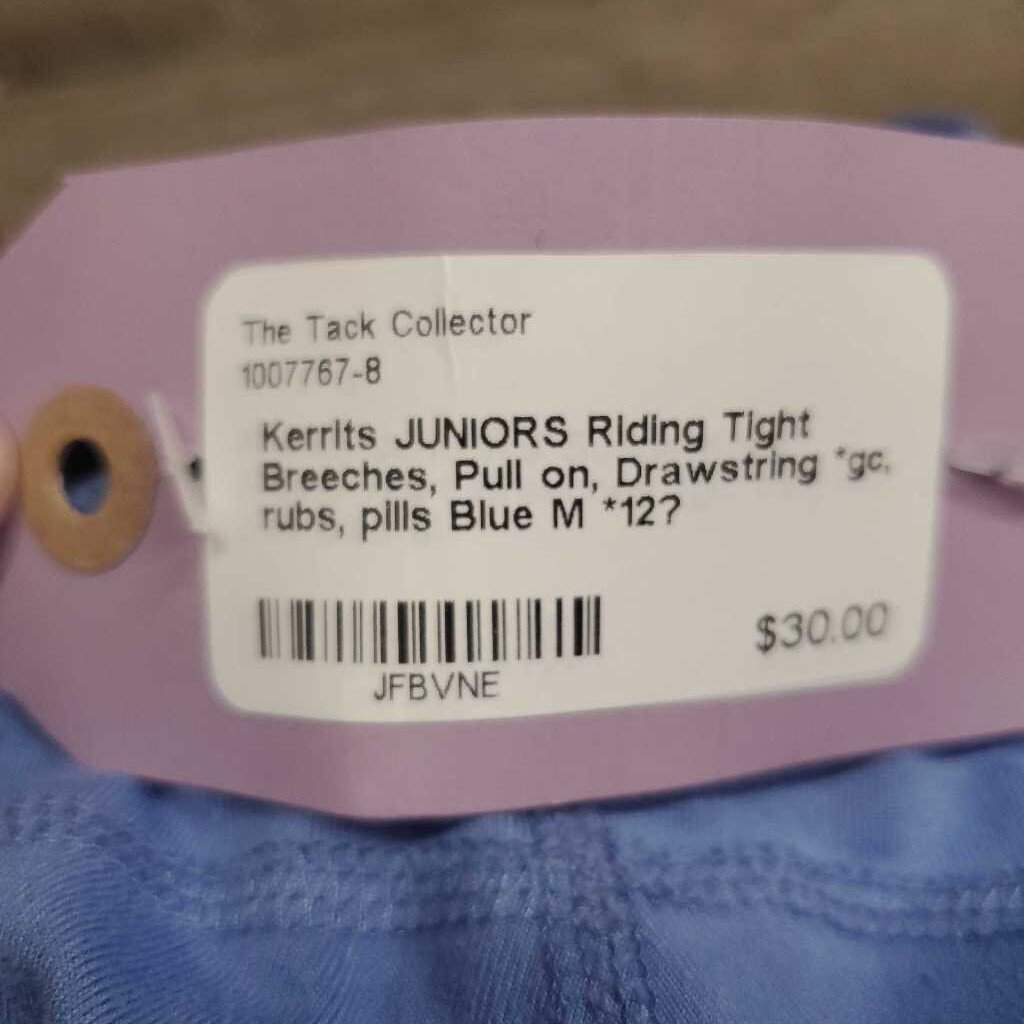 The Tack Collector
1007767-8
Kerrits JUNIORS Riding Tight
Breeches, Pull on, Drawstring *gc,
rubs, pills Blue M *12?
JFBVNE
$30.00